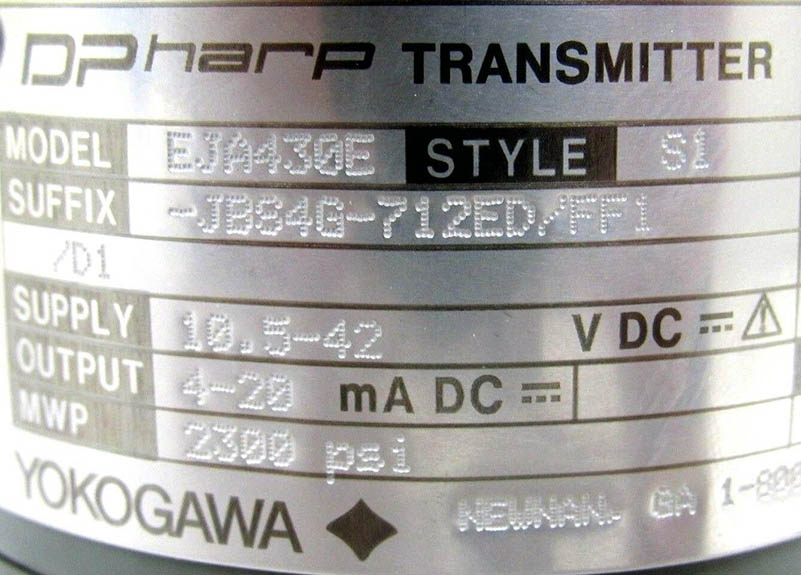 DPharp TRANSMITTER
MODEL EJA430E STYLE S1
SUFFIX -JBS4G-712ED/FF1
/D1
SUPPLY 10.5-42 V DC
OUTPUT 4-20 mA DC
MWP 2300 psi
YOKOGAWA NEWNAN, GA 1-800